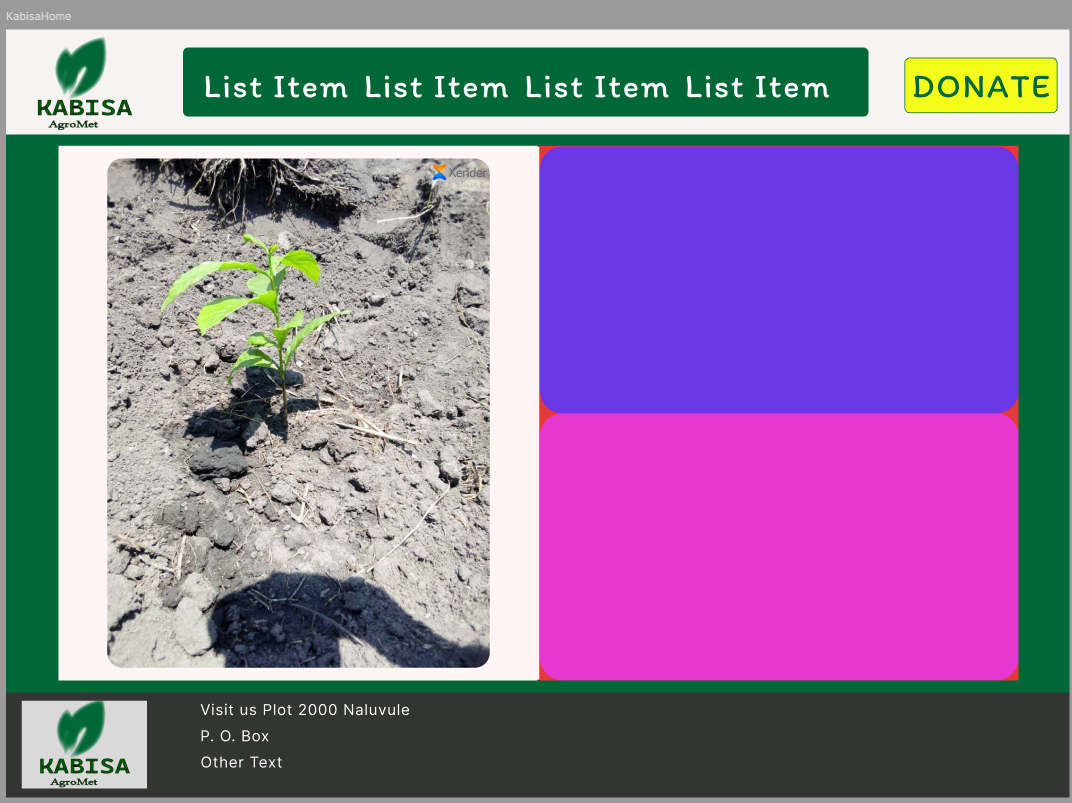 KabisaHome
KABISA
AgroMet
List Item List Item List Item List Item
DONATE
Xender
Visit us Plot 2000 Naluvule
P. O. Box
Other Text
KABISA
AgroMet